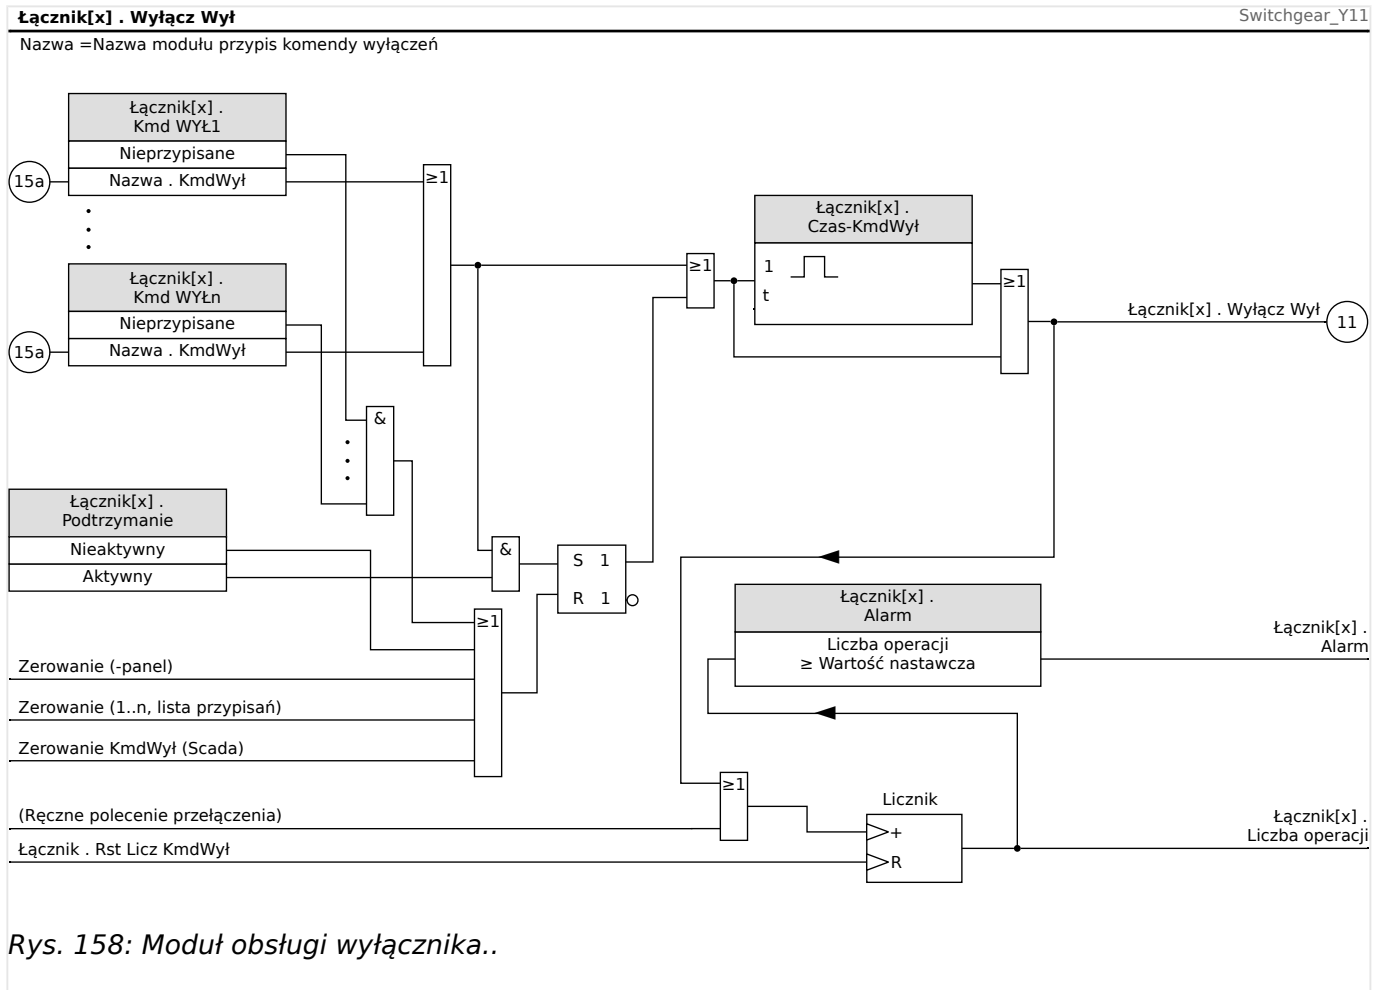 Łącznik[x] . Wyłącz Wył
Switchgear_Y11
Nazwa =Nazwa modułu przypis komendy wyłączeń
Łącznik[x] .
Kmd WYŁ1
Nieprzypisane
15a
Nazwa . KmdWył
≥1
Łącznik[x] .
Kmd WYŁn
Nieprzypisane
15a
Nazwa . KmdWył
≥1
Łącznik[x] .
Czas-KmdWył
1
t
≥1
Łącznik[x] . Wyłącz Wył
11
&
Łącznik[x] .
Podtrzymanie
Nieaktywny
Aktywny
&
S 1
R 1
≥1
Łącznik[x] .
Alarm
Liczba operacji
≥ Wartość nastawcza
Łącznik[x] .
Alarm
Zerowanie (-panel)
Zerowanie (1..n, lista przypisań)
Zerowanie KmdWył (Scada)
≥1
(Ręczne polecenie przełączenia)
Łącznik . Rst Licz KmdWył
Licznik
+
R
Łącznik[x] .
Liczba operacji
Rys. 158: Moduł obsługi wyłącznika..